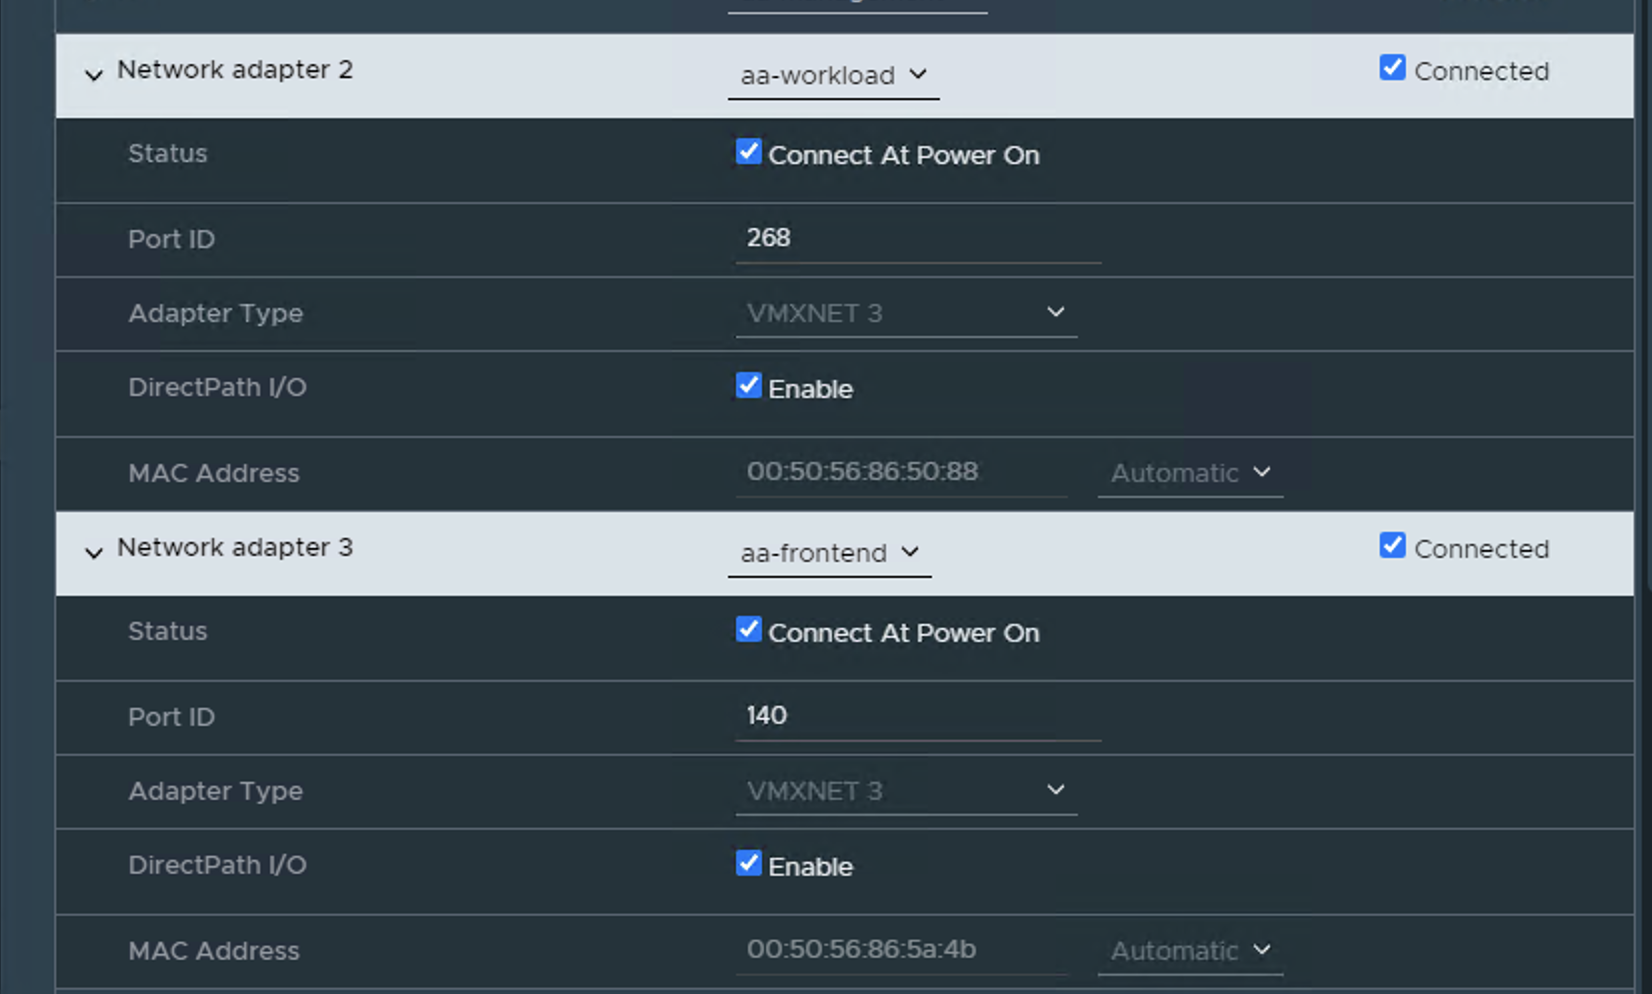 Network adapter 2 aa-workload Connected
Status Connect At Power On
Port ID 268
Adapter Type VMXNET 3
DirectPath I/O Enable
MAC Address 00:50:56:86:50:88 Automatic
Network adapter 3 aa-frontend Connected
Status Connect At Power On
Port ID 140
Adapter Type VMXNET 3
DirectPath I/O Enable
MAC Address 00:50:56:86:5a:4b Automatic